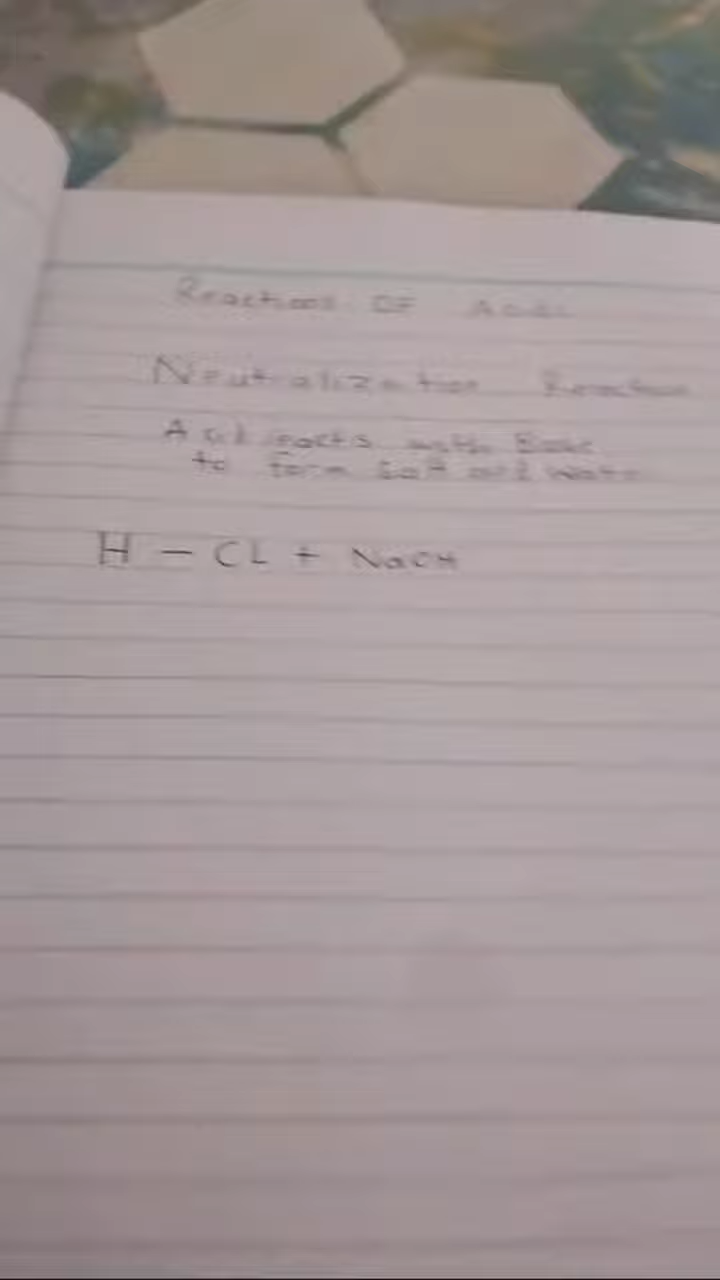 Reactions OF Acids
Neutralization Reaction
Acid reacts with Base
to form salt and water
H - Cl + NaOH